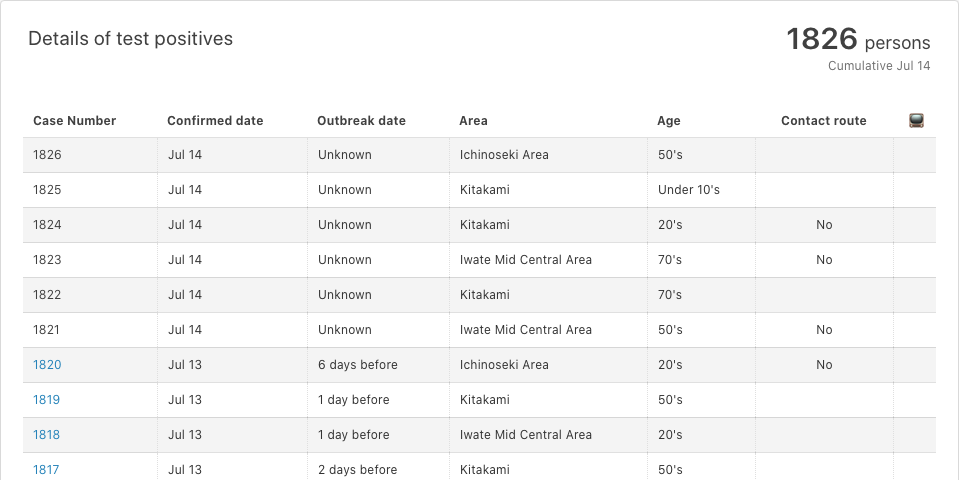 Details of test positives
1826 persons
Cumulative Jul 14
Case Number Confirmed date Outbreak date Area Age Contact route
1826 Jul 14 Unknown Ichinoseki Area 50's
1825 Jul 14 Unknown Kitakami Under 10's
1824 Jul 14 Unknown Kitakami 20's No
1823 Jul 14 Unknown Iwate Mid Central Area 70's No
1822 Jul 14 Unknown Kitakami 70's
1821 Jul 14 Unknown Iwate Mid Central Area 50's No
1820 Jul 13 6 days before Ichinoseki Area 20's No
1819 Jul 13 1 day before Kitakami 50's
1818 Jul 13 1 day before Iwate Mid Central Area 20's
1817 Jul 13 2 days before Kitakami 50's